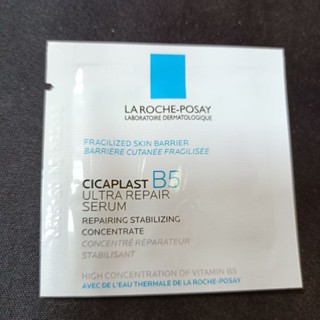 LA ROCHE-POSAY
LABORATOIRE DERMATOLOGIQUE
FRAGILIZED SKIN BARRIER
BARRIÈRE CUTANÉE FRAGILISÉE
CICAPLAST B5
ULTRA REPAIR
SERUM
REPAIRING STABILIZING
CONCENTRATE
CONCENTRÉ RÉPARATEUR
STABILISANT
HIGH CONCENTRATION OF VITAMIN B5
AVEC DE L'EAU THERMALE DE LA ROCHE-POSAY